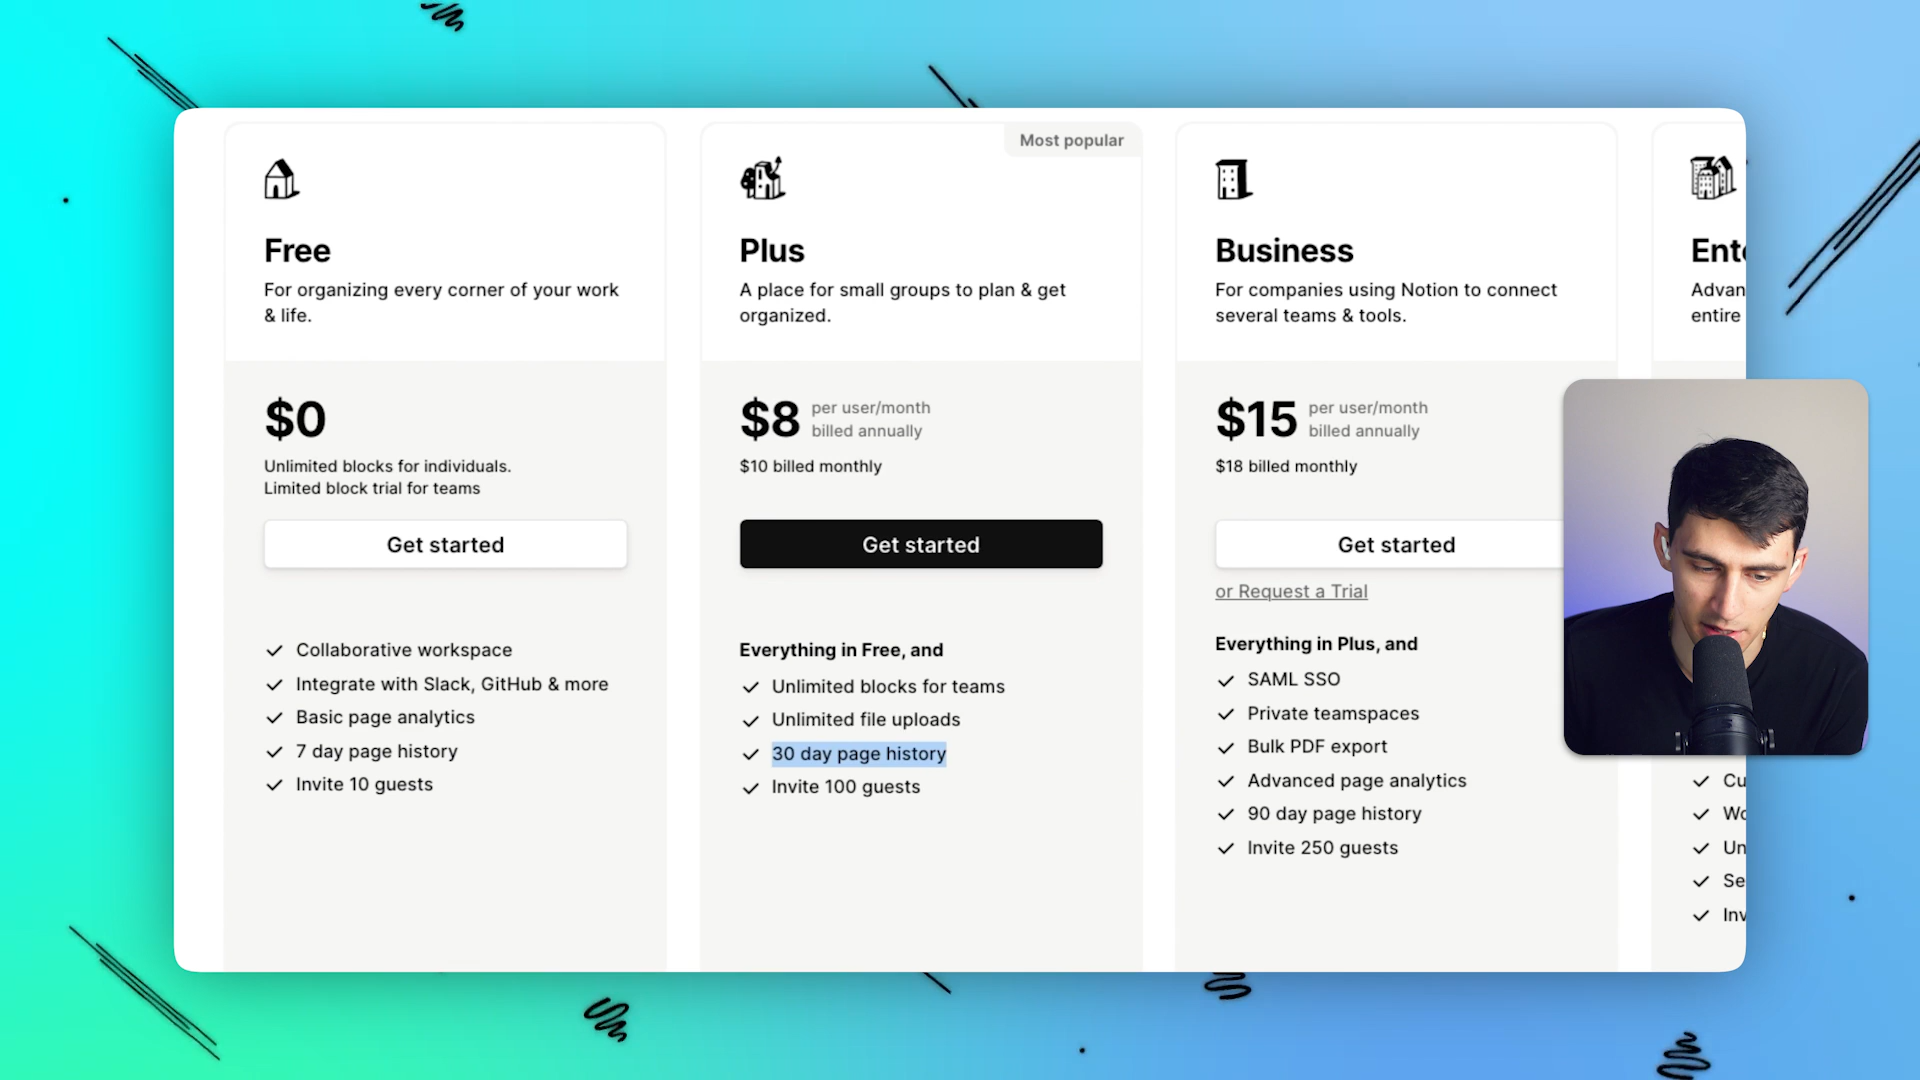 Free
For organizing every corner of your work
& life.
$0
Unlimited blocks for individuals.
Limited block trial for teams
Get started
Collaborative workspace
Integrate with Slack, GitHub & more
Basic page analytics
7 day page history
Invite 10 guests
Most popular
Plus
A place for small groups to plan & get
organized.
$8 per user/month
billed annually
$10 billed monthly
Get started
Everything in Free, and
Unlimited blocks for teams
Unlimited file uploads
30 day page history
Invite 100 guests
Business
For companies using Notion to connect
several teams & tools.
$15 per user/month
billed annually
$18 billed monthly
Get started
or Request a Trial
Everything in Plus, and
SAML SSO
Private teamspaces
Bulk PDF export
Advanced page analytics
90 day page history
Invite 250 guests
entire